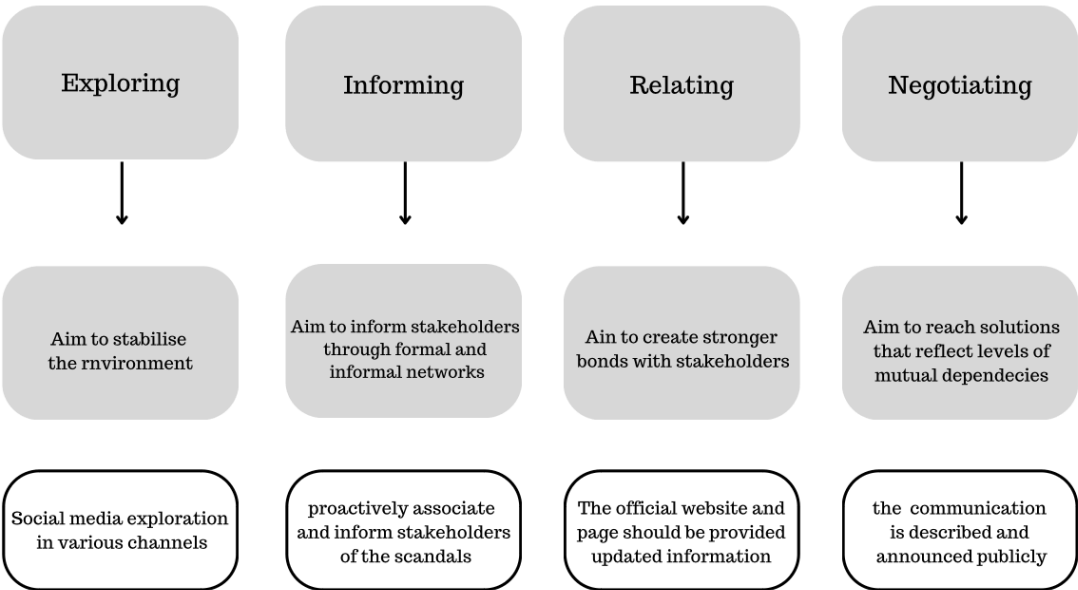 Exploring
Informing
Relating
Negotiating
Aim to stabilise
the rnvironment
Aim to inform stakeholders
through formal and
informal networks
Aim to create stronger
bonds with stakeholders
Aim to reach solutions
that reflect levels of
mutual dependecies
Social media exploration
in various channels
proactively associate
and inform stakeholders
of the scandals
The official website and
page should be provided
updated information
the communication
is described and
announced publicly